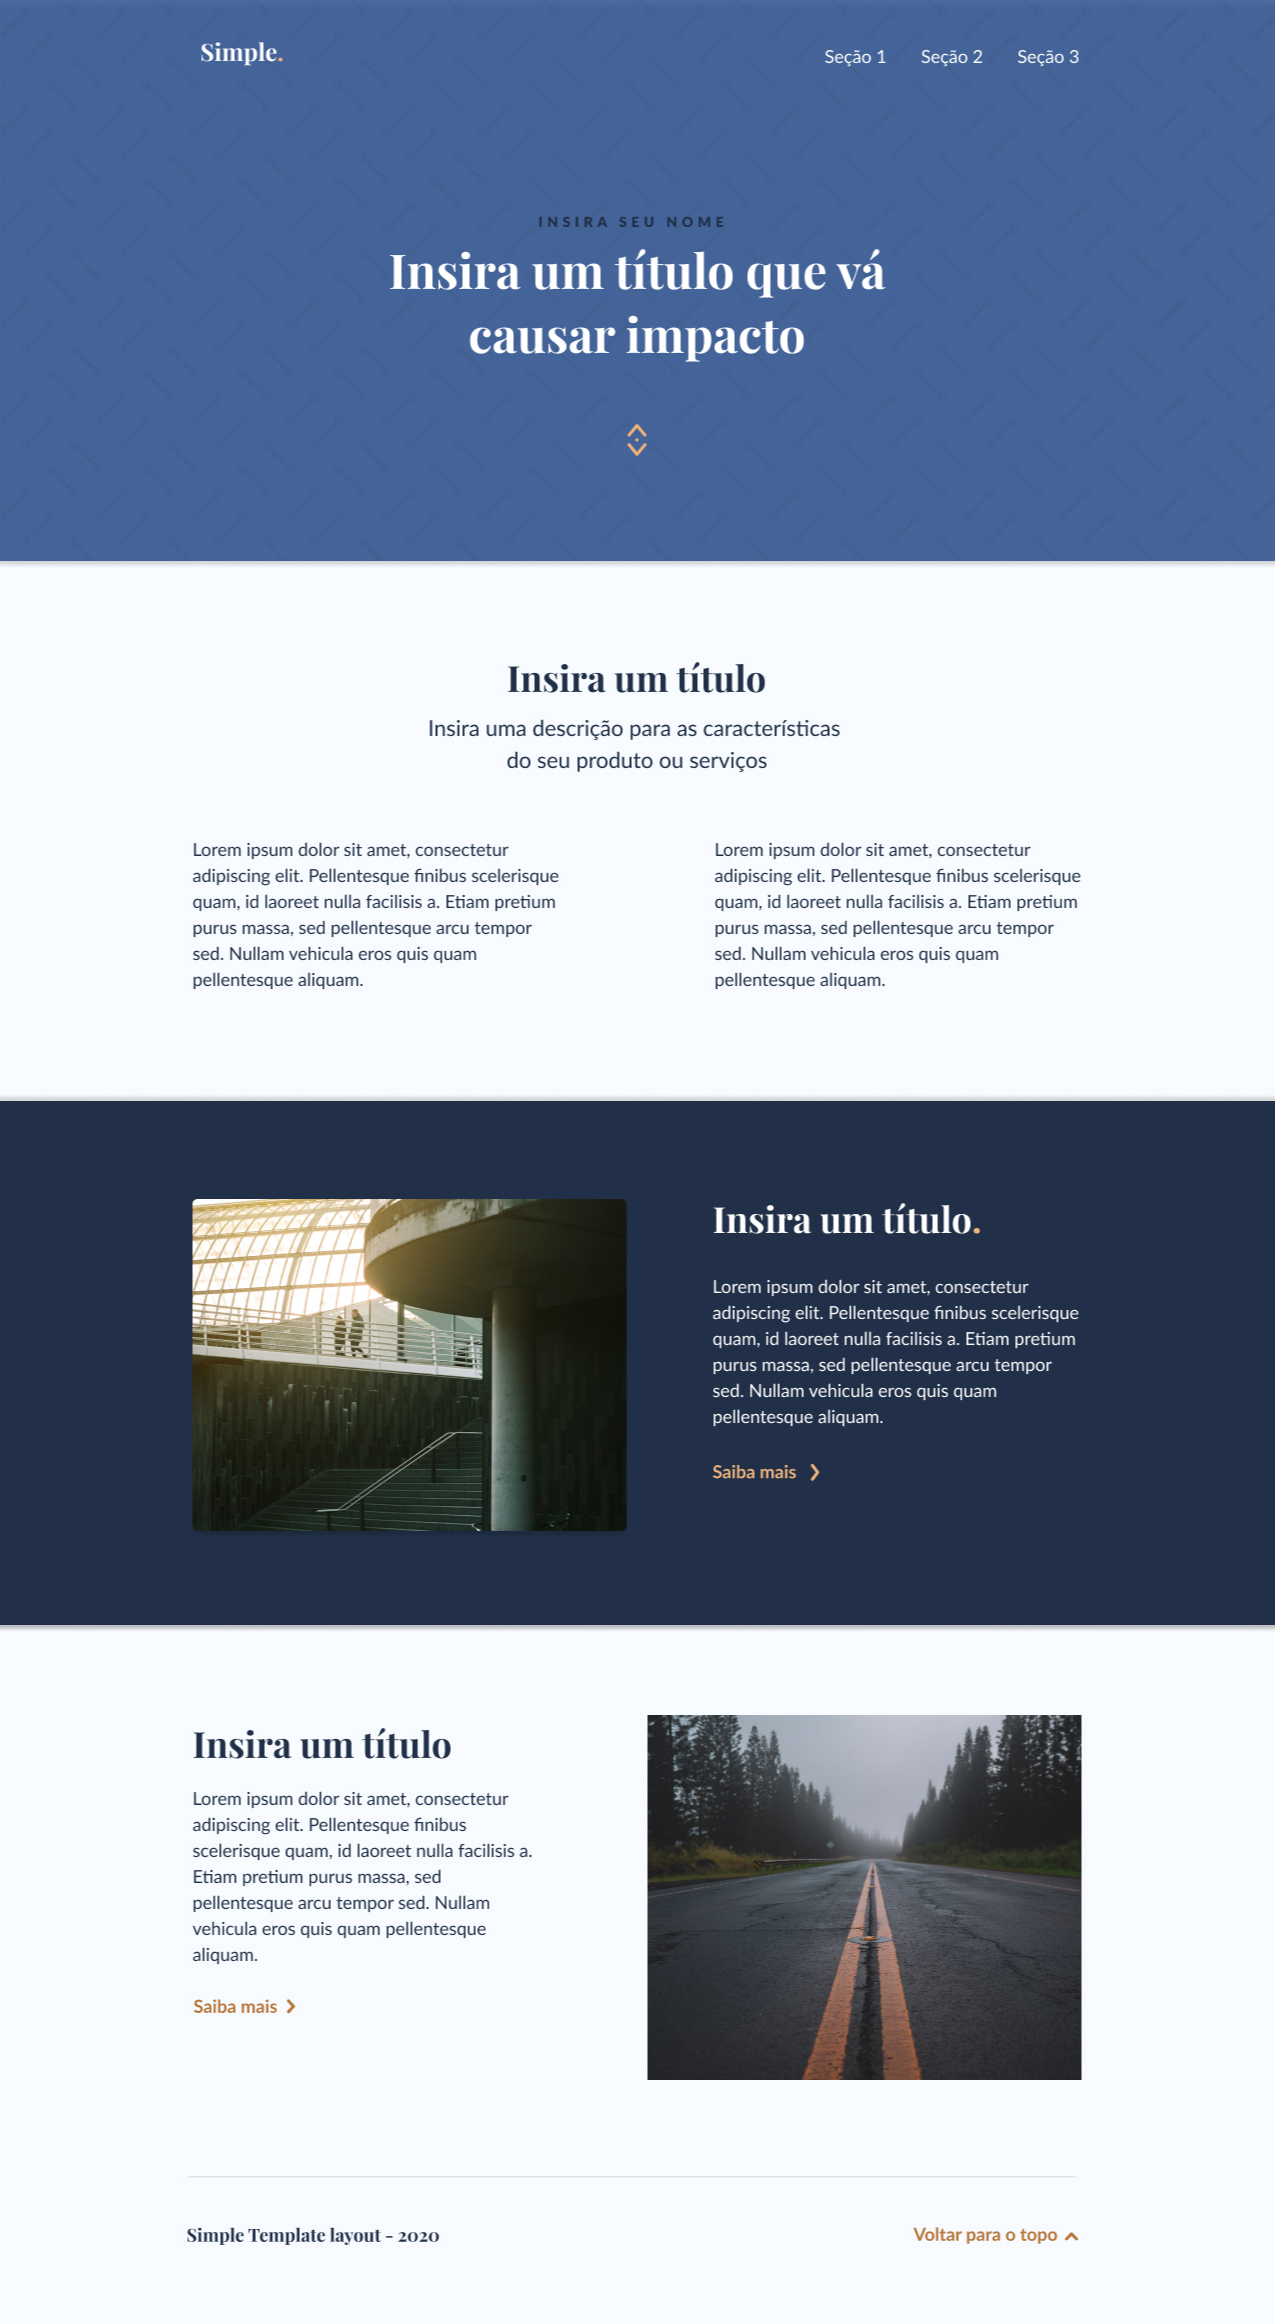 Simple.
Seção 1 Seção 2 Seção 3
INSIRA SEU NOME
Insira um título que vá
causar impacto
Insira um título
Insira uma descrição para as características
do seu produto ou serviços
Lorem ipsum dolor sit amet, consectetur
adipiscing elit. Pellentesque finibus scelerisque
quam, id laoreet nulla facilisis a. Etiam pretium
purus massa, sed pellentesque arcu tempor
sed. Nullam vehicula eros quis quam
pellentesque aliquam.
Lorem ipsum dolor sit amet, consectetur
adipiscing elit. Pellentesque finibus scelerisque
quam, id laoreet nulla facilisis a. Etiam pretium
purus massa, sed pellentesque arcu tempor
sed. Nullam vehicula eros quis quam
pellentesque aliquam.
Insira um título.
Lorem ipsum dolor sit amet, consectetur
adipiscing elit. Pellentesque finibus scelerisque
quam, id laoreet nulla facilisis a. Etiam pretium
purus massa, sed pellentesque arcu tempor
sed. Nullam vehicula eros quis quam
pellentesque aliquam.
Saiba mais
Insira um título
Lorem ipsum dolor sit amet, consectetur
adipiscing elit. Pellentesque finibus
scelerisque quam, id laoreet nulla facilisis a.
Etiam pretium purus massa, sed
pellentesque arcu tempor sed. Nullam
vehicula eros quis quam pellentesque
aliquam.
Saiba mais
Simple Template layout - 2020
Voltar para o topo